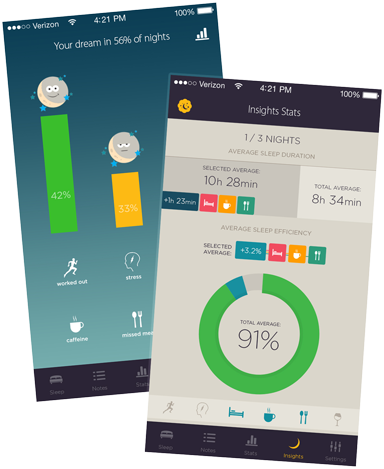 Verizon 4:21 PM 100%
Your dream in 56% of nights
42%
33%
worked out
stress
caffeine
missed
Sleep
Notes
Verizon 4:21 PM 100%
Insights Stats
1 / 3 NIGHTS
AVERAGE SLEEP DURATION
SELECTED AVERAGE:
10h 28min
TOTAL AVERAGE:
8h 34min
+1h 23min
AVERAGE SLEEP EFFICIENCY
SELECTED
AVERAGE:
+3.2%
TOTAL AVERAGE:
91%
Sleep
Notes
Stats
Insights
Settings